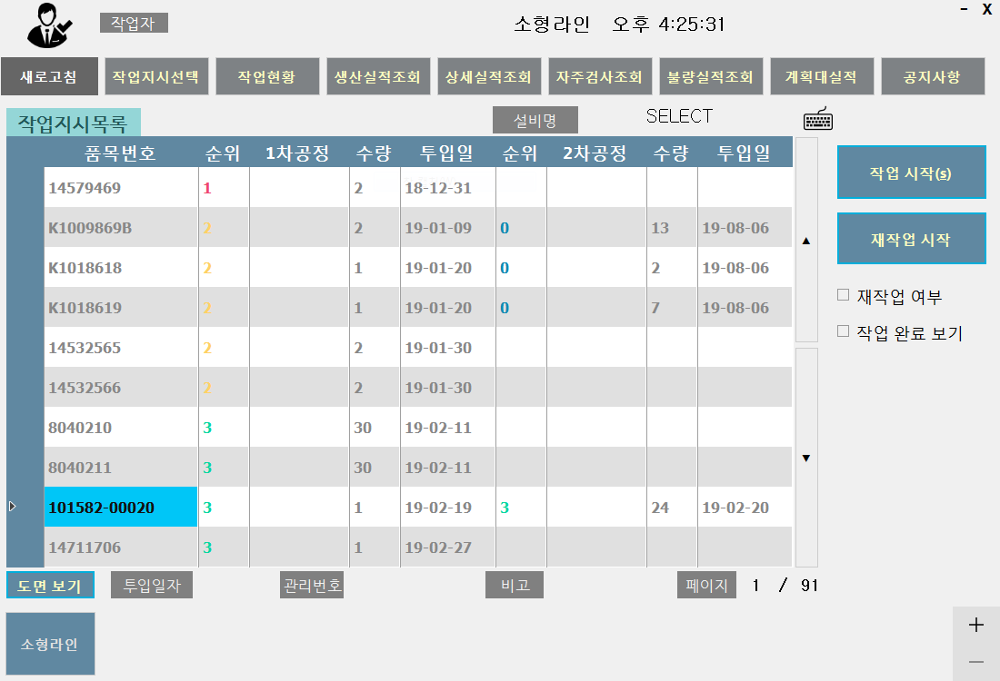 작업자
소형라인 오후 4:25:31
- X
새로고침 작업지시선택 작업현황 생산실적조회 상세실적조회 자주검사조회 불량실적조회 계획대실적 공지사항
작업지시목록 설비명 SELECT
품목번호 순위 1차공정 수량 투입일 순위 2차공정 수량 투입일
14579469 1 2 18-12-31
K1009869B 2 2 19-01-09 0 13 19-08-06
K1018618 2 1 19-01-20 0 2 19-08-06
K1018619 2 1 19-01-20 0 7 19-08-06
14532565 2 2 19-01-30
14532566 2 2 19-01-30
8040210 3 30 19-02-11
8040211 3 30 19-02-11
101582-00020 3 1 19-02-19 3 24 19-02-20
14711706 3 1 19-02-27
작업 시작(s)
재작업 시작
재작업 여부
작업 완료 보기
도면 보기 투입일자 관리번호 비고 페이지 1 / 91
소형라인
+
-